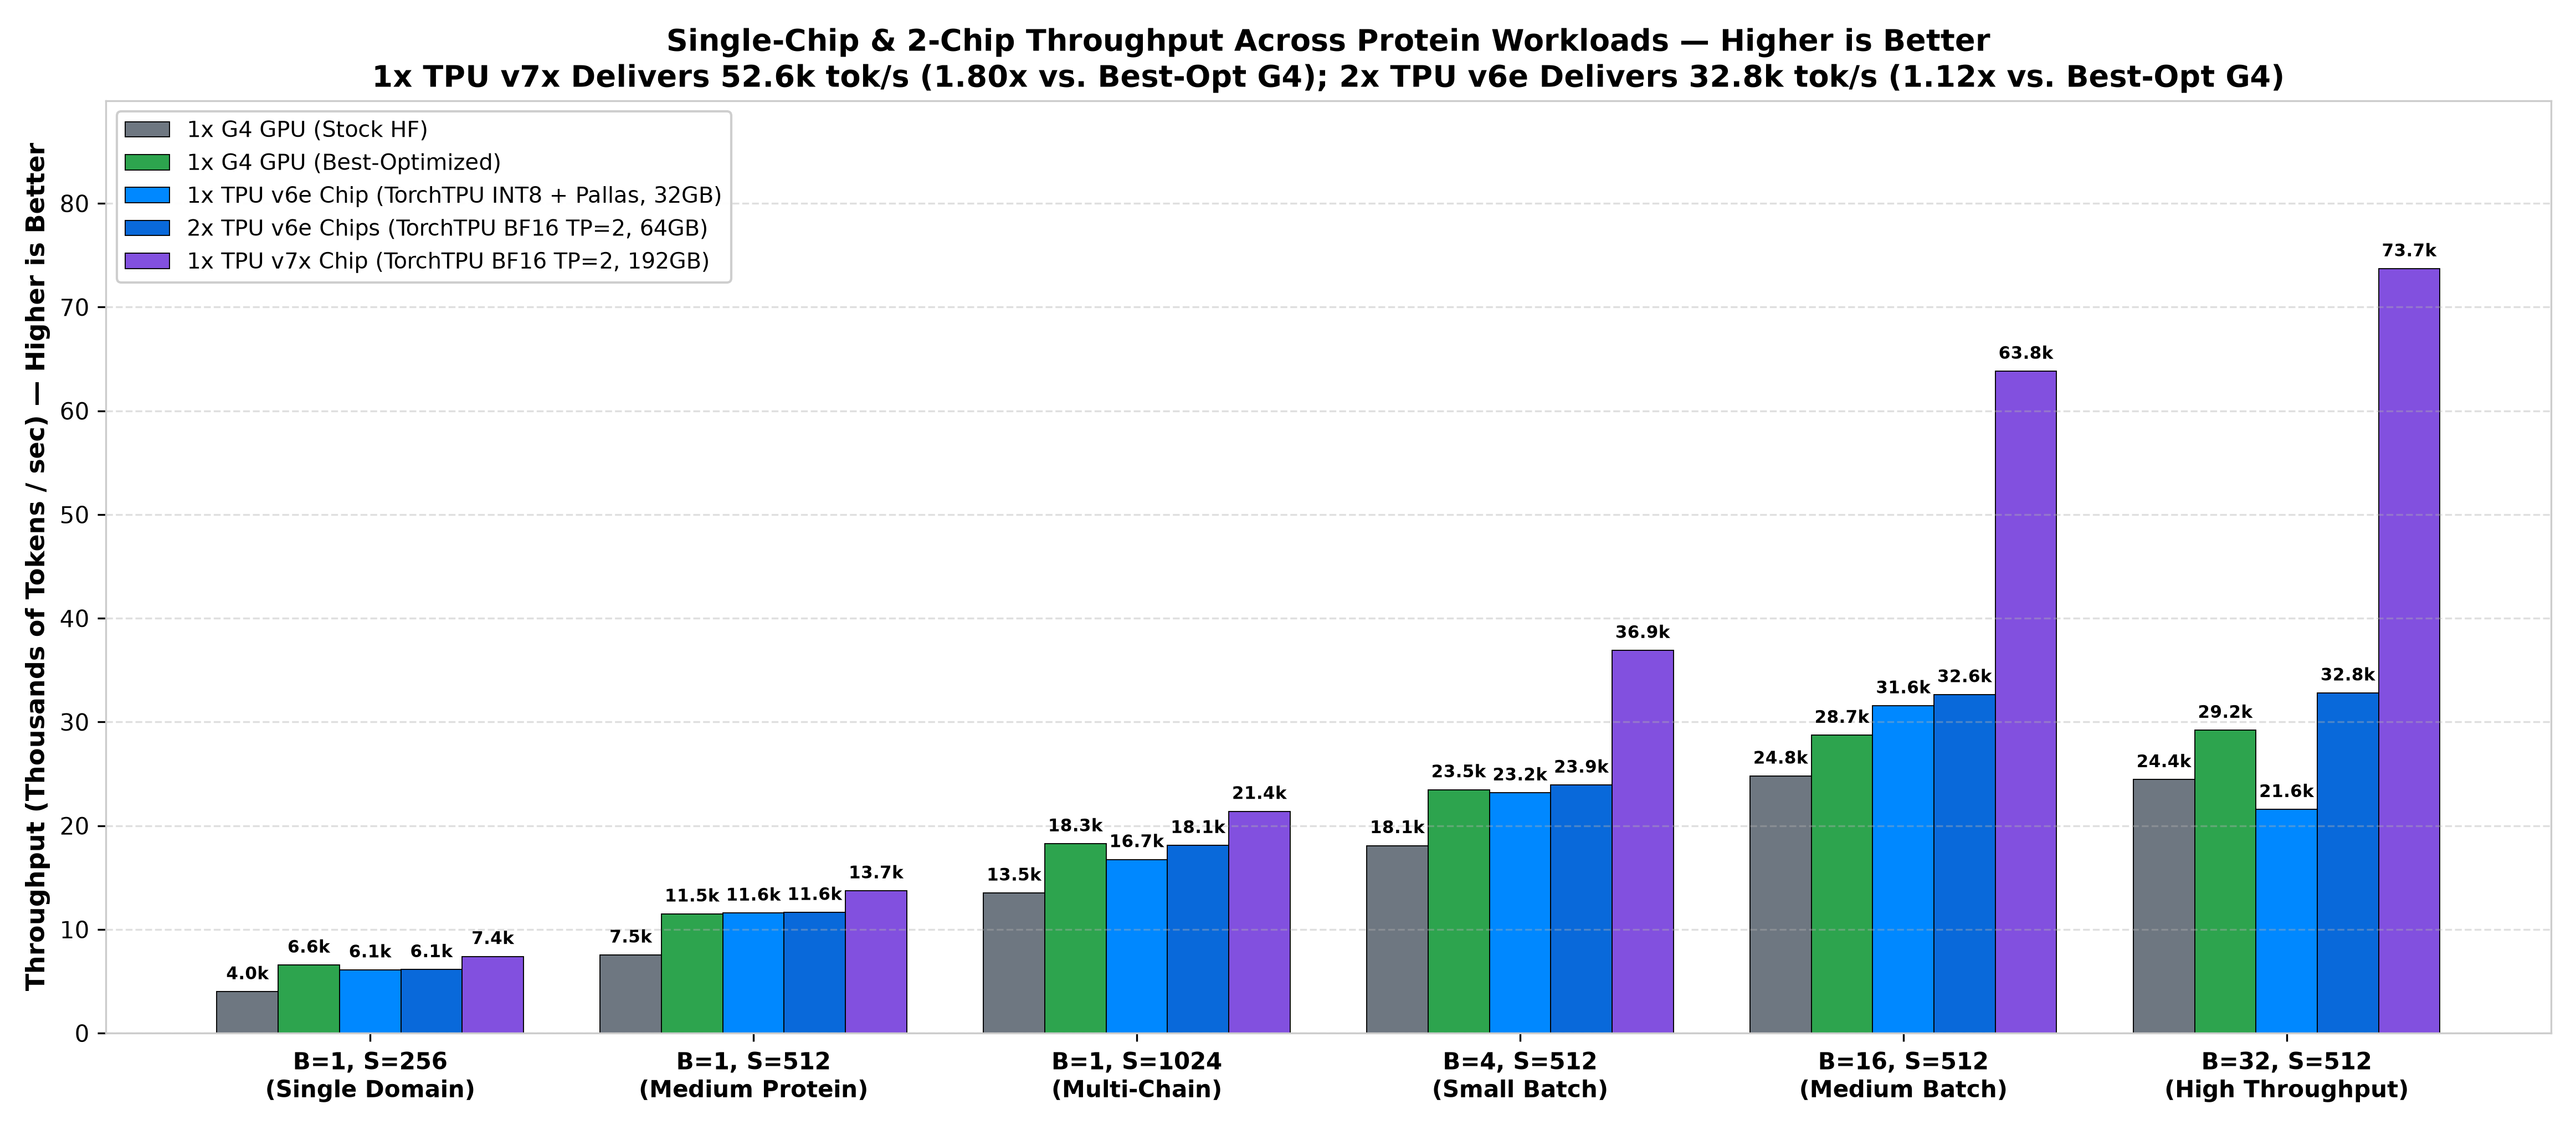 Single-Chip & 2-Chip Throughput Across Protein Workloads — Higher is Better
1x TPU v7x Delivers 52.6k tok/s (1.80x vs. Best-Opt G4); 2x TPU v6e Delivers 32.8k tok/s (1.12x vs. Best-Opt G4)
1x G4 GPU (Stock HF)
1x G4 GPU (Best-Optimized)
1x TPU v6e Chip (TorchTPU INT8 + Pallas, 32GB)
2x TPU v6e Chips (TorchTPU BF16 TP=2, 64GB)
1x TPU v7x Chip (TorchTPU BF16 TP=2, 192GB)
Throughput (Thousands of Tokens / sec) — Higher is Better
80
70
60
50
40
30
20
10
0
4.0k 6.6k 6.1k 6.1k 7.4k
7.5k 11.5k 11.6k 11.6k 13.7k
13.5k 18.3k 16.7k 18.1k 21.4k
18.1k 23.5k 23.2k 23.9k 36.9k
24.8k 28.7k 31.6k 32.6k 63.8k
24.4k 29.2k 21.6k 32.8k 73.7k
B=1, S=256
(Single Domain)
B=1, S=512
(Medium Protein)
B=1, S=1024
(Multi-Chain)
B=4, S=512
(Small Batch)
B=16, S=512
(Medium Batch)
B=32, S=512
(High Throughput)